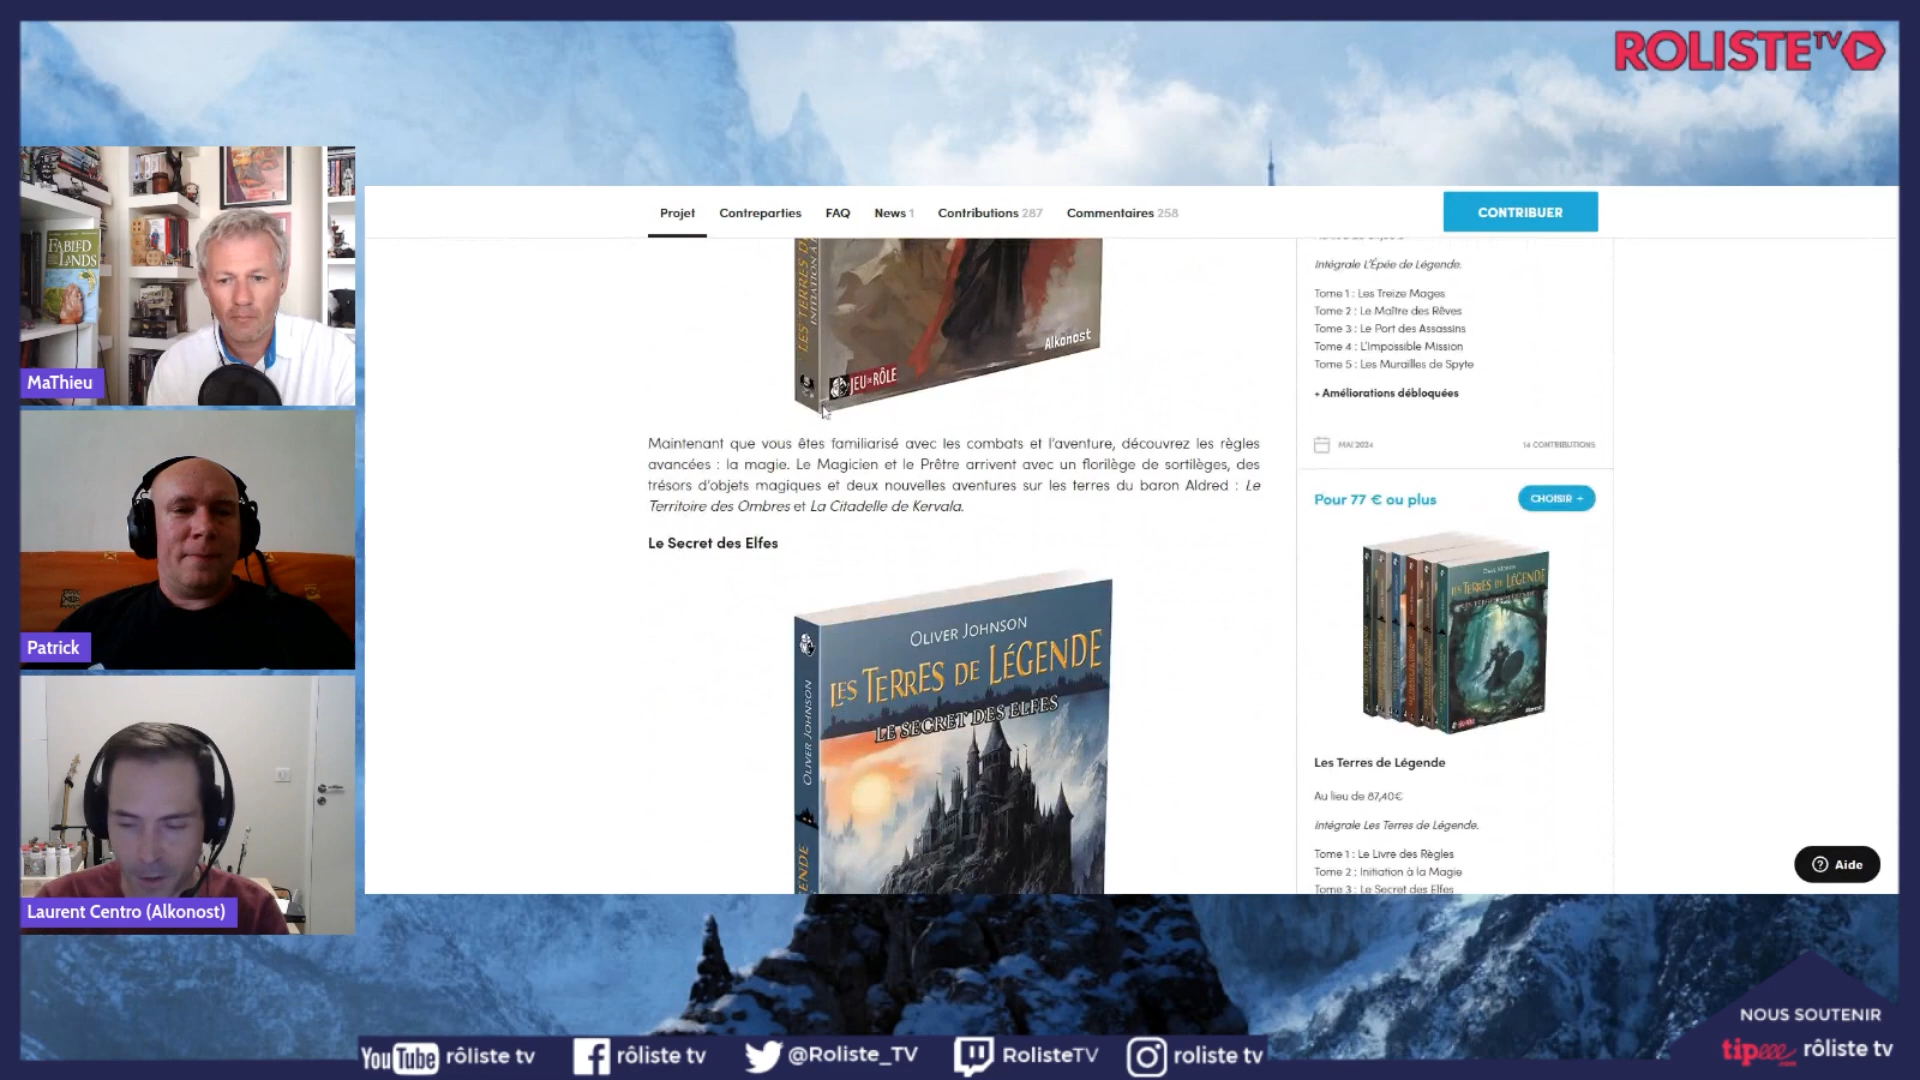 ROLISTE TV
FABLED
LANDS
MaThieu
Patrick
Laurent Centro (Alkonost)
Projet
Contreparties
FAQ
News 1
Contributions 287
Commentaires 258
CONTRIBUER
LES TERRES DE
INITIATION À
Alkonost
JEU DE RÔLE
Maintenant que vous êtes familiarisé avec les combats et l'aventure, découvrez les règles
avancées : la magie. Le Magicien et le Prêtre arrivent avec un florilège de sortilèges, des
trésors d'objets magiques et deux nouvelles aventures sur les terres du baron Aldred : Le
Territoire des Ombres et La Citadelle de Kervala.
Le Secret des Elfes
OLIVER JOHNSON
LES TERRES DE LÉGENDE
LE SECRET DES ELFES
OLIVER JOHNSON
ENDE
Intégrale L'Épée de Légende.
Tome 1 : Les Treize Mages
Tome 2 : Le Maître des Rêves
Tome 3 : Le Port des Assassins
Tome 4 : L'Impossible Mission
Tome 5 : Les Murailles de Spyte
+ Améliorations débloquées
MAI 2024
14 CONTRIBUTIONS
Pour 77 € ou plus
CHOISIR +
LES TERRES DE LÉGENDE
Les Terres de Légende
Au lieu de 87,40€
Intégrale Les Terres de Légende.
Tome 1 : Le Livre des Règles
Tome 2 : Initiation à la Magie
Tome 3 : Le Secret des Elfes
Aide
YouTube rôliste tv
rôliste tv
@Roliste_TV
RolisteTV
roliste tv
NOUS SOUTENIR
tipeee rôliste tv